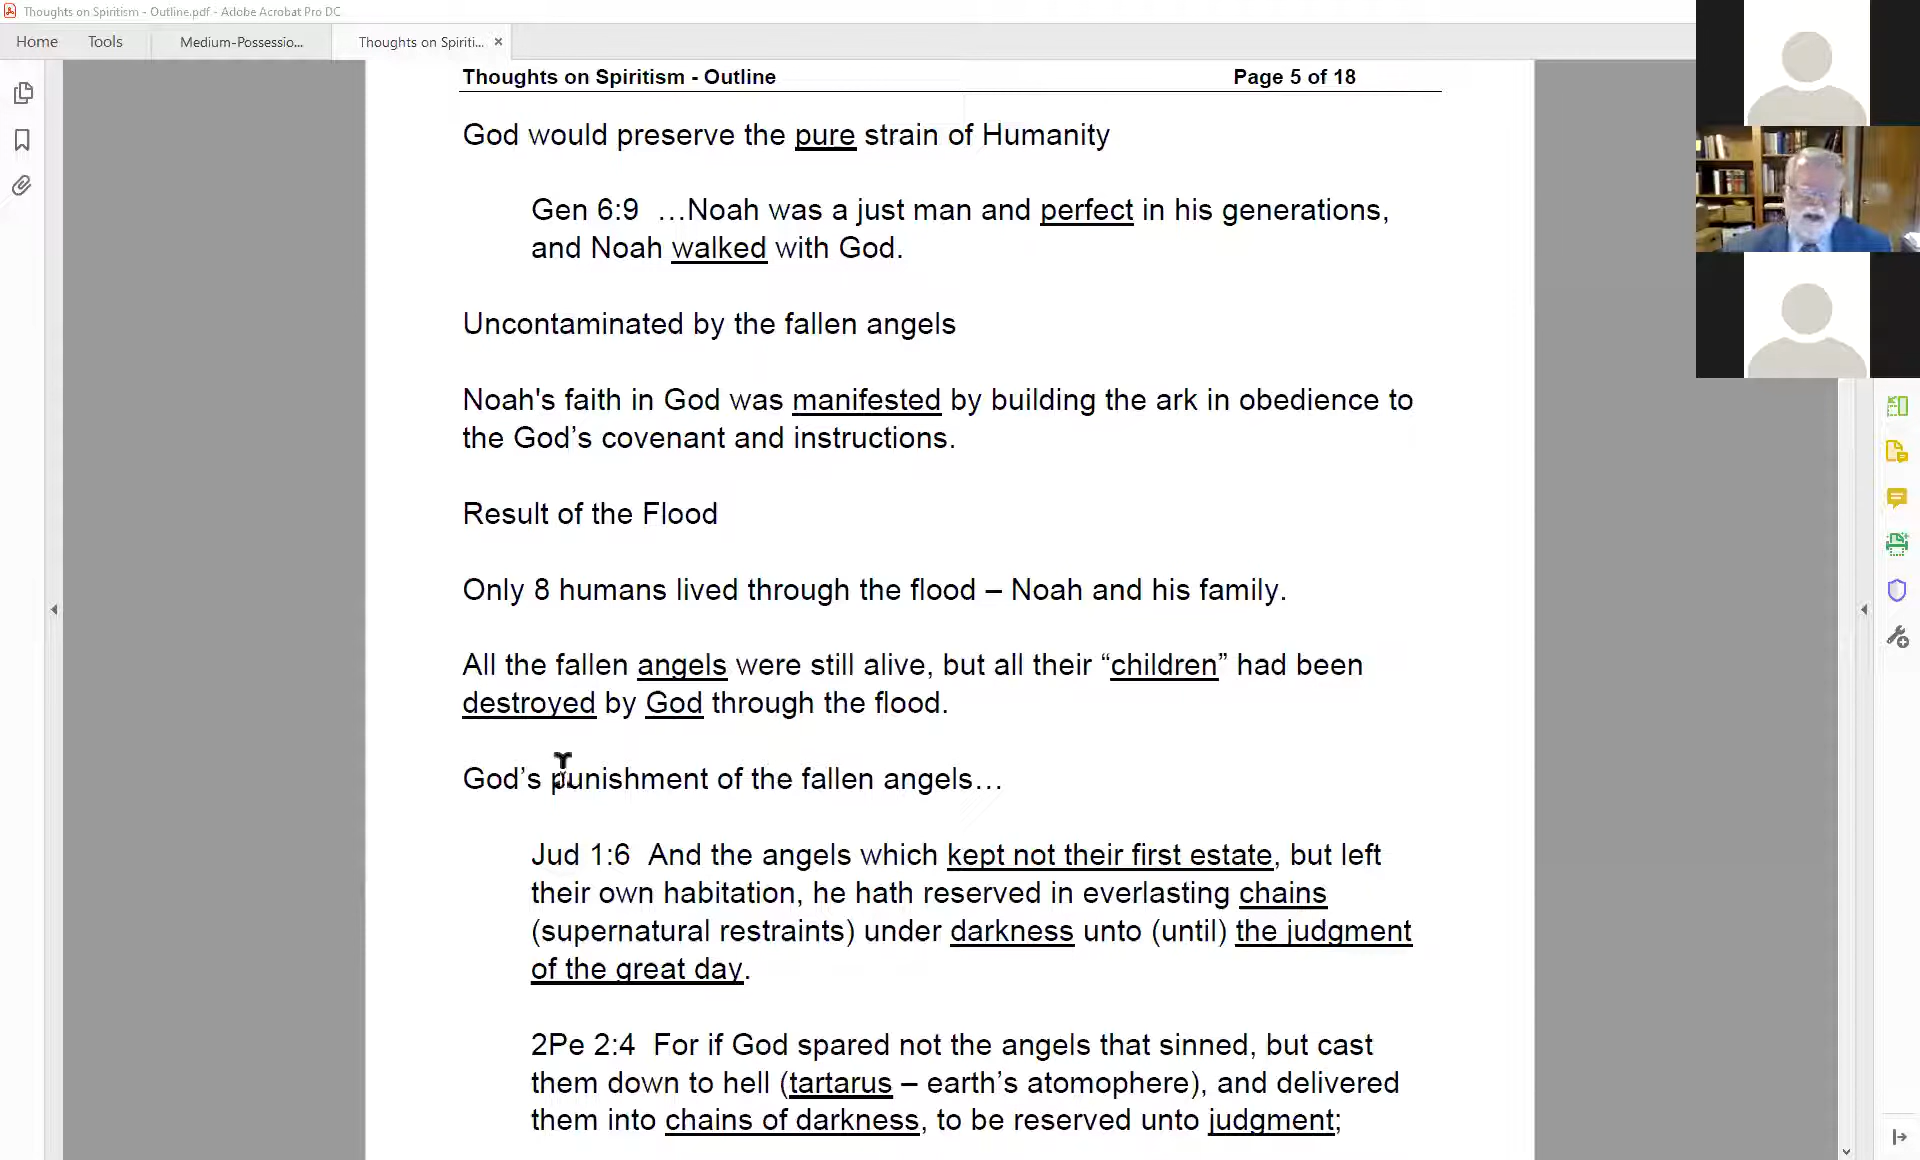 Thoughts on Spiritism - Outline.pdf - Adobe Acrobat Pro DC
Home Tools Medium-Possessio... Thoughts on Spiriti... ×
Thoughts on Spiritism - Outline Page 5 of 18
God would preserve the pure strain of Humanity
Gen 6:9 …Noah was a just man and perfect in his generations,
and Noah walked with God.
Uncontaminated by the fallen angels
Noah's faith in God was manifested by building the ark in obedience to
the God’s covenant and instructions.
Result of the Flood
Only 8 humans lived through the flood – Noah and his family.
All the fallen angels were still alive, but all their “children” had been
destroyed by God through the flood.
God’s punishment of the fallen angels…
Jud 1:6 And the angels which kept not their first estate, but left
their own habitation, he hath reserved in everlasting chains
(supernatural restraints) under darkness unto (until) the judgment
of the great day.
2Pe 2:4 For if God spared not the angels that sinned, but cast
them down to hell (tartarus – earth’s atomophere), and delivered
them into chains of darkness, to be reserved unto judgment;